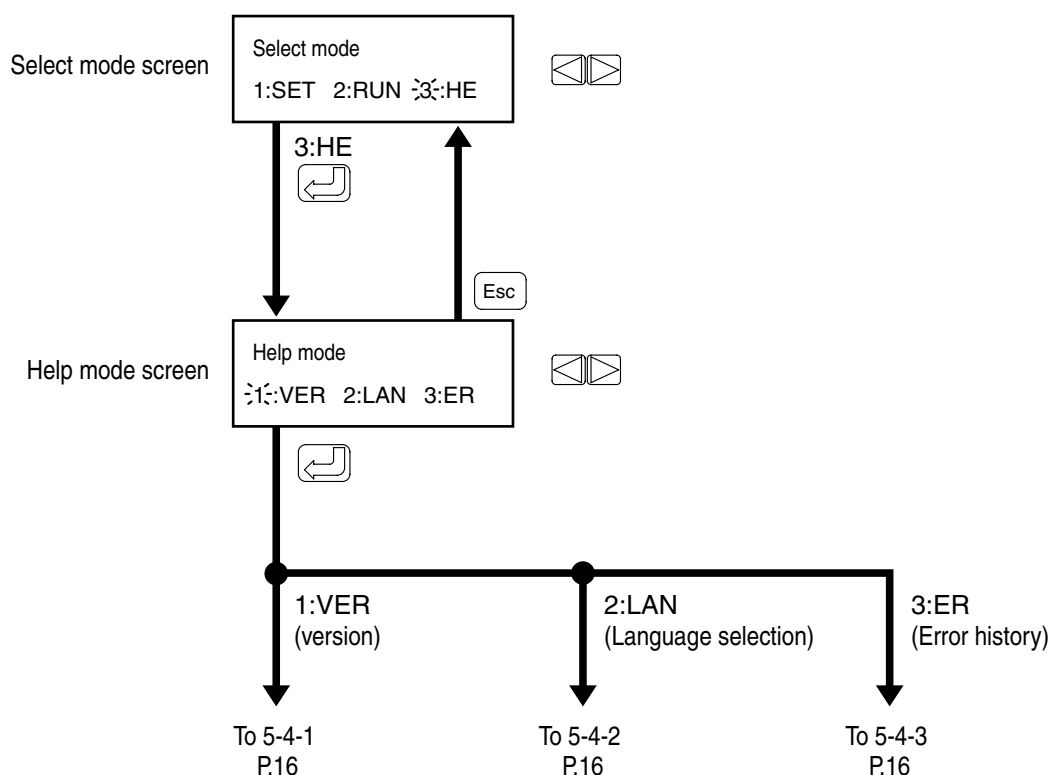 Select mode screen
Select mode
1:SET 2:RUN 3:HE
3:HE
Esc
Help mode screen
Help mode
1:VER 2:LAN 3:ER
1:VER
(version)
2:LAN
(Language selection)
3:ER
(Error history)
To 5-4-1
P.16
To 5-4-2
P.16
To 5-4-3
P.16